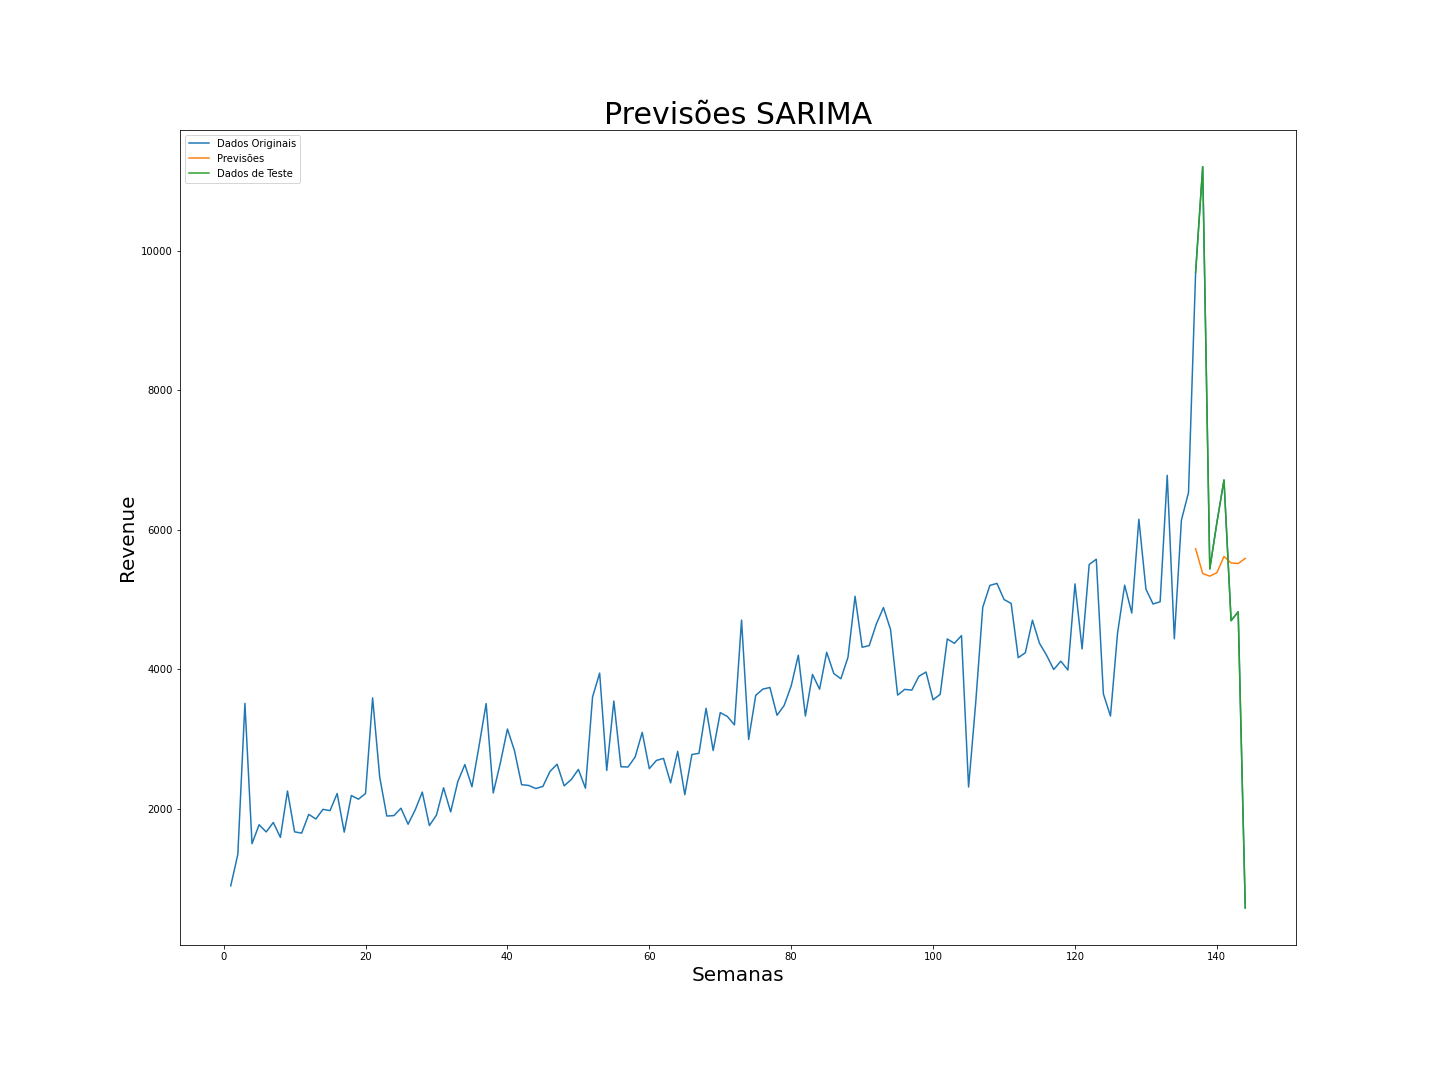 Previsões SARIMA
Dados Originais
Previsões
Dados de Teste
Revenue
10000
8000
6000
4000
2000
0 20 40 60 80 100 120 140
Semanas